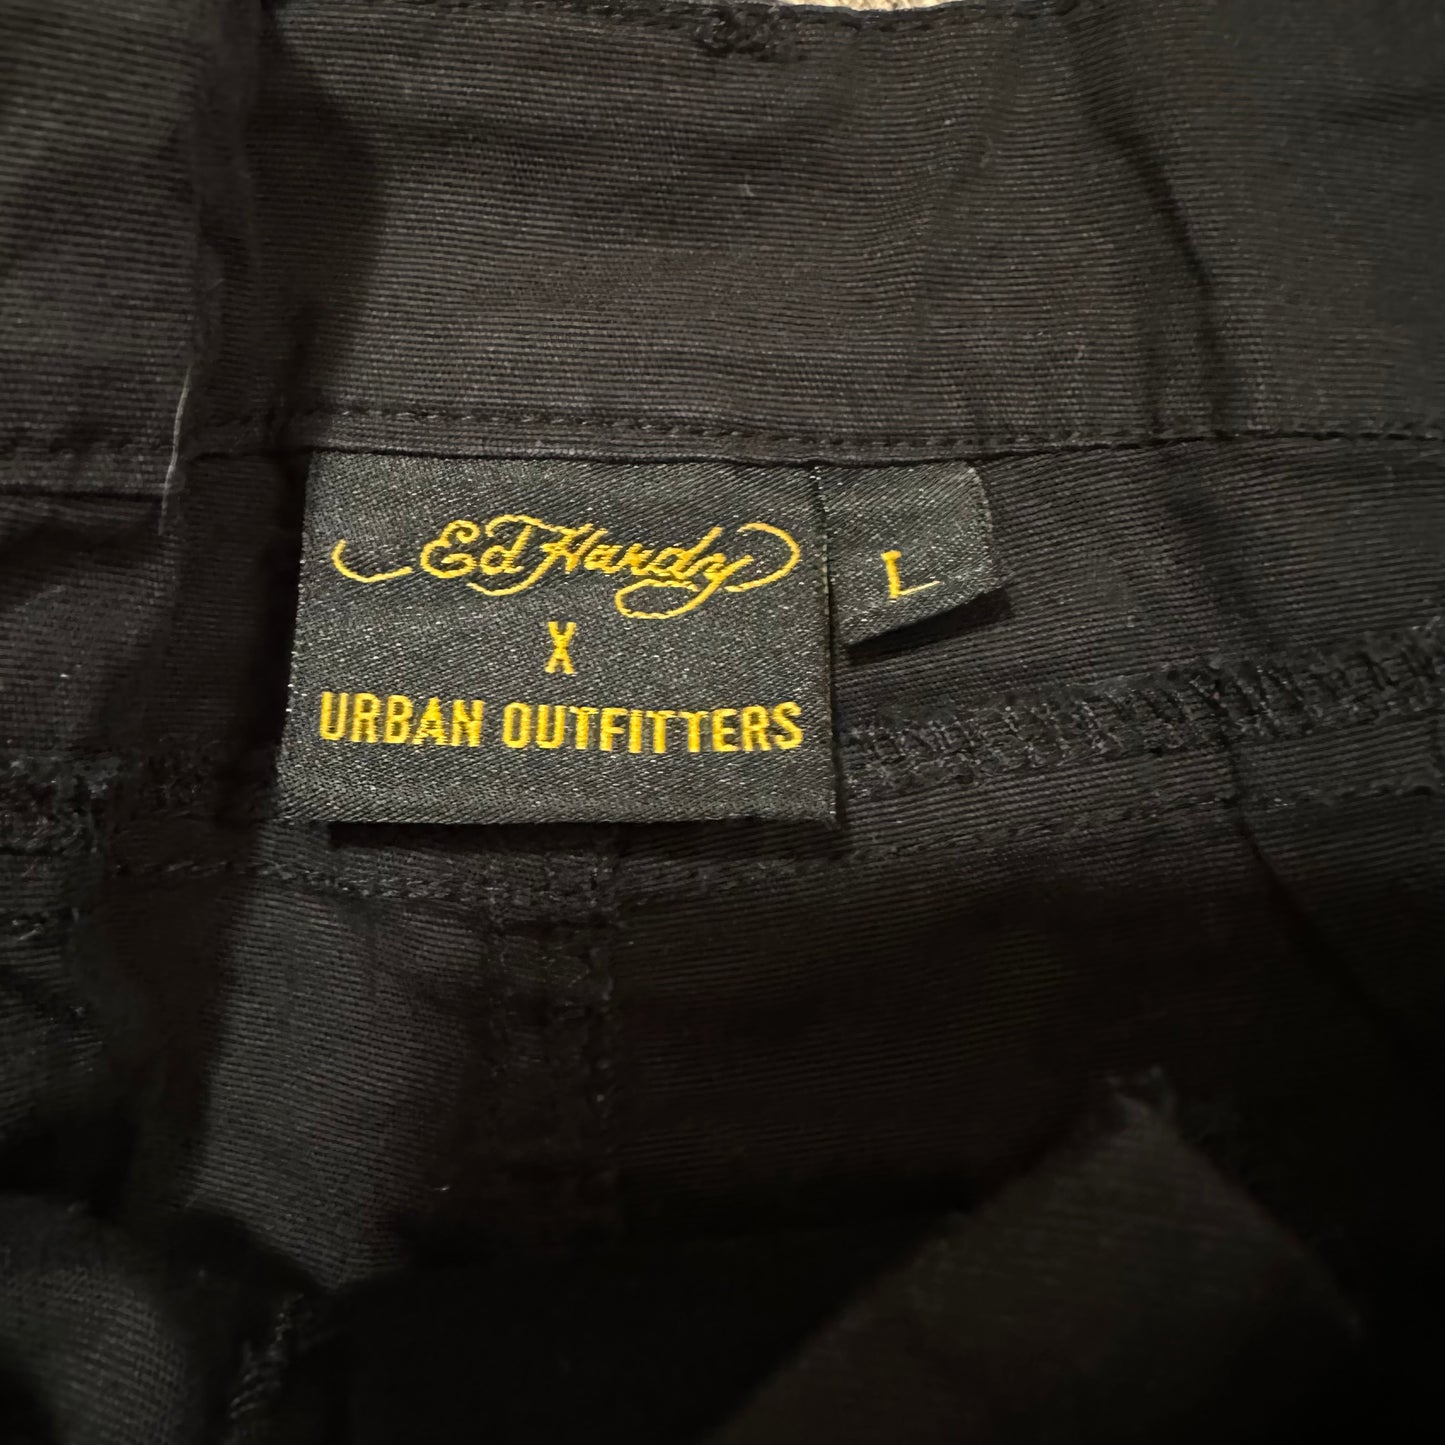 Ed Hardy
X
URBAN OUTFITTERS
L